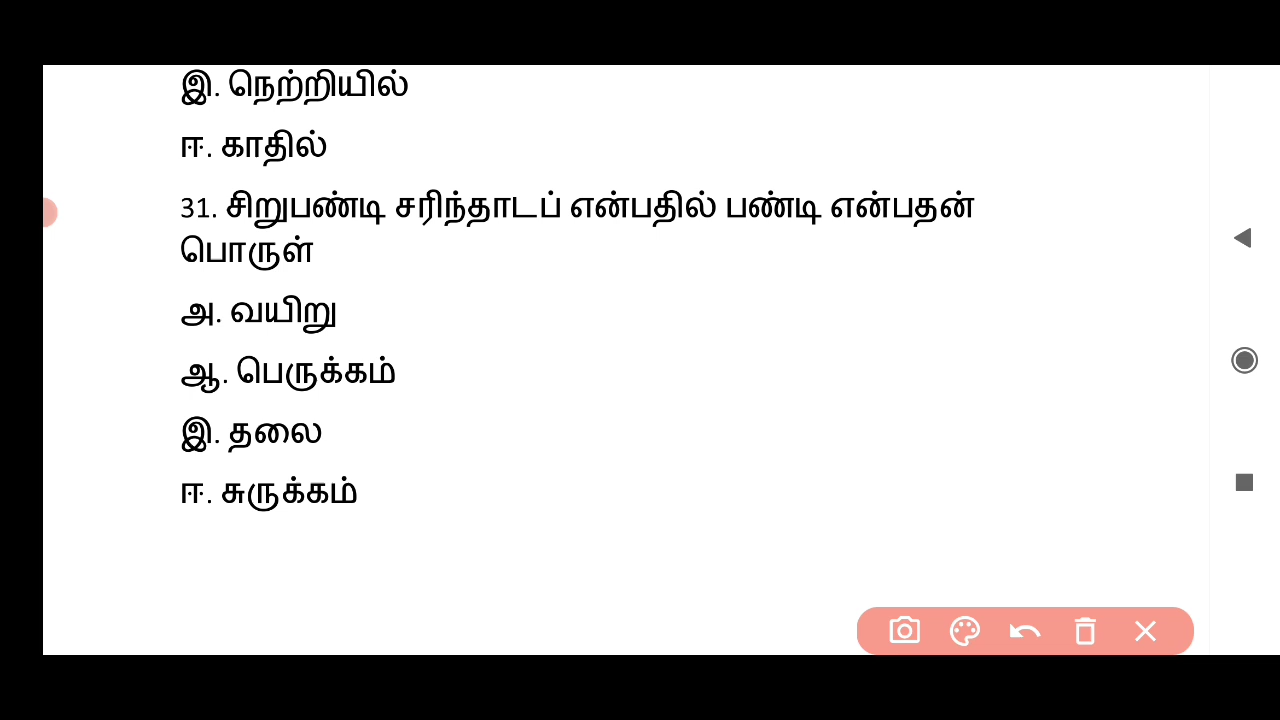 இ. நெற்றியில்
ஈ. காதில்
31. சிறுபண்டி சரிந்தாடப் என்பதில் பண்டி என்பதன்
பொருள்
அ. வயிறு
ஆ. பெருக்கம்
இ. தலை
ஈ. சுருக்கம்